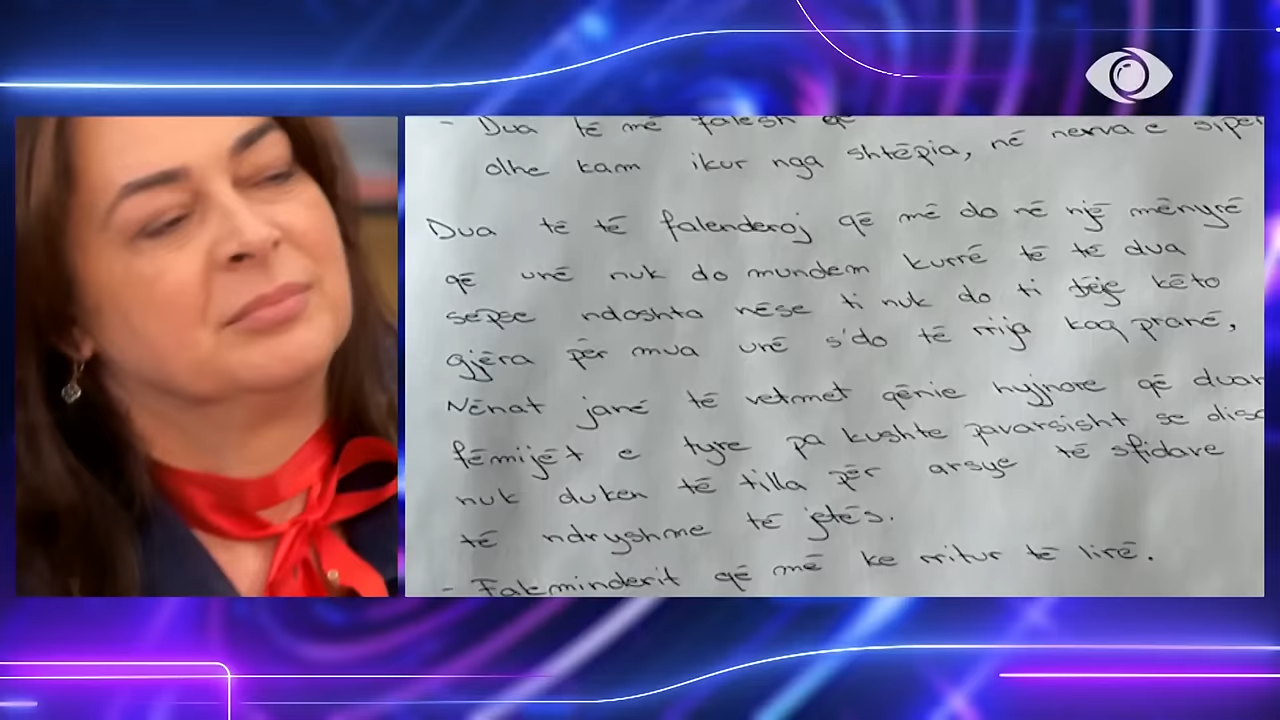 - Dua të më falësh që
dhe kam ikur nga shtëpia, në nerva e sipër
Dua të të falenderoj që më do në një mënyrë
që unë nuk do mundem kurrë të të dua
sepse ndoshta nëse ti nuk do ti bëje këto
gjëra për mua unë s'do të rrija kaq pranë,
Nënat janë të vetmet qënie hyjnore që duan
fëmijët e tyre pa kushte pavarsisht se disa
nuk duken të tilla për arsye të sfidave
të ndryshme të jetës.
- Faleminderit që më ke rritur të lirë.